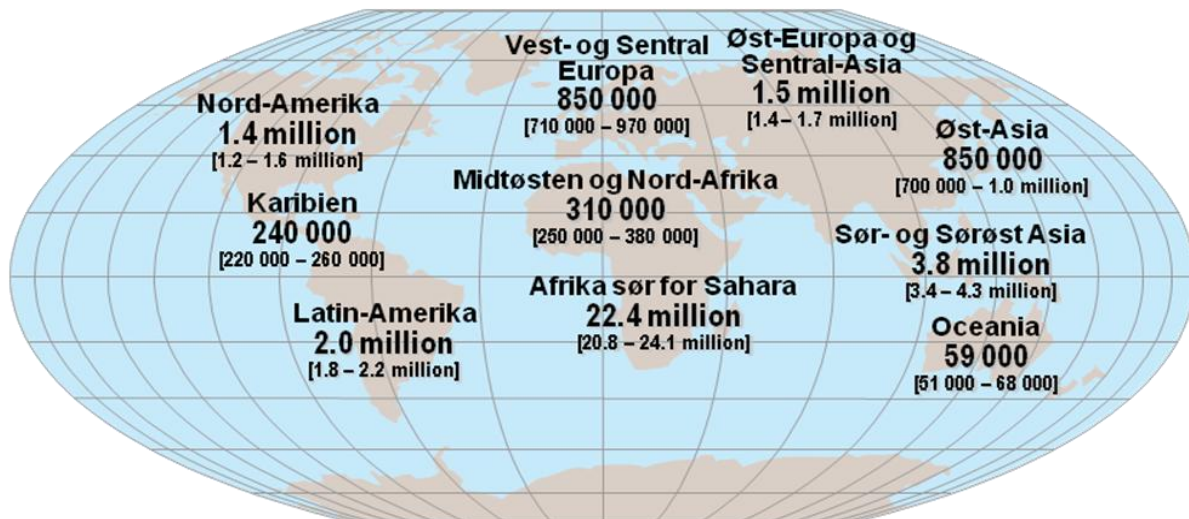 Vest- og Sentral
Europa
850 000
[710 000 – 970 000]
Øst-Europa og
Sentral-Asia
1.5 million
[1.4 – 1.7 million]
Nord-Amerika
1.4 million
[1.2 – 1.6 million]
Øst-Asia
850 000
[700 000 – 1.0 million]
Midtøsten og Nord-Afrika
310 000
[250 000 – 380 000]
Karibien
240 000
[220 000 – 260 000]
Sør- og Sørøst Asia
3.8 million
[3.4 – 4.3 million]
Afrika sør for Sahara
22.4 million
[20.8 – 24.1 million]
Latin-Amerika
2.0 million
[1.8 – 2.2 million]
Oceania
59 000
[51 000 – 68 000]